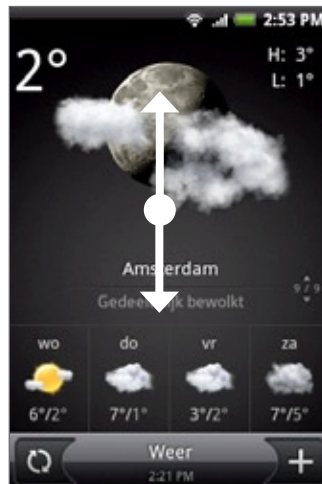 2:53 PM
2°
H: 3°
L: 1°
Amsterdam
Gedeeltelijk bewolkt
9 / 9
wo do vr za
6°/2° 7°/1° 3°/2° 7°/5°
Weer
2:21 PM